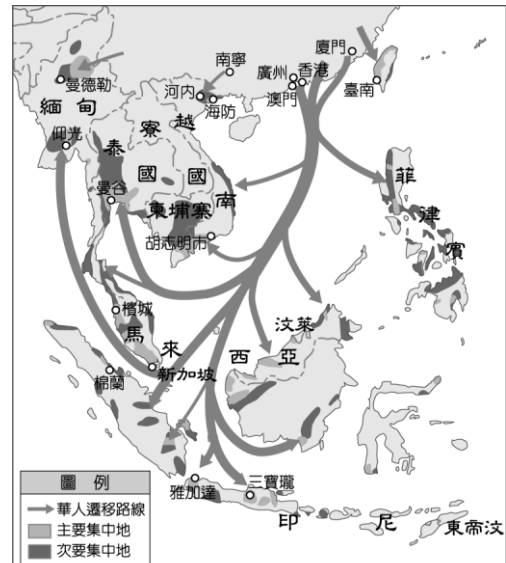 廈門
南寧
廣州
香港
澳門
臺南
曼德勒
河內
海防
緬甸
仰光
泰國
寮國
越南
曼谷
柬埔寨
胡志明市
菲律賓
檳城
馬來西亞
汶萊
新加坡
棉蘭
雅加達
三寶瓏
印尼
東帝汶
圖例
華人遷移路線
主要集中地
次要集中地